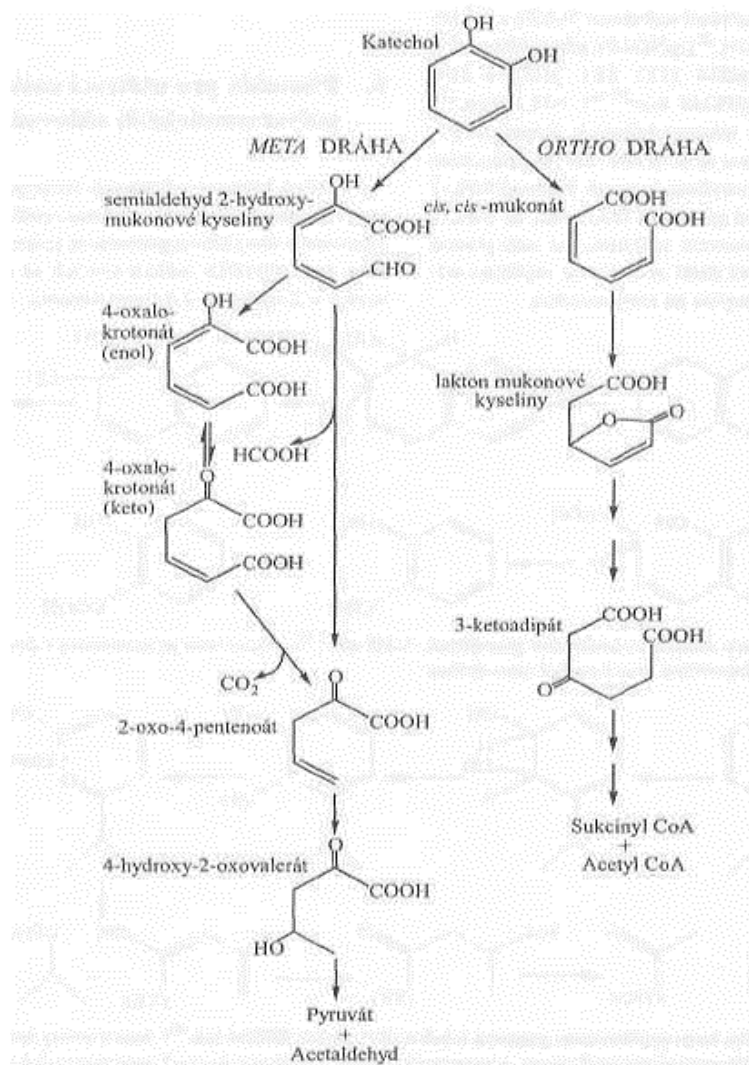 OH
Katechol
OH
META DRÁHA
ORTHO DRÁHA
OH
semialdehyd 2-hydroxy-
mukonové kyseliny
COOH
CHO
cis, cis -mukonát
COOH
COOH
4-oxalo-
krotonát
(enol)
OH
COOH
COOH
HCOOH
lakton mukonové
kyseliny
COOH
O
O
4-oxalo-
krotonát
(keto)
O
COOH
COOH
CO2
3-ketoadipát
COOH
COOH
O
2-oxo-4-pentenoát
O
COOH
4-hydroxy-2-oxovalerát
O
COOH
HO
Sukcinyl CoA
+
Acetyl CoA
Pyruvát
+
Acetaldehyd